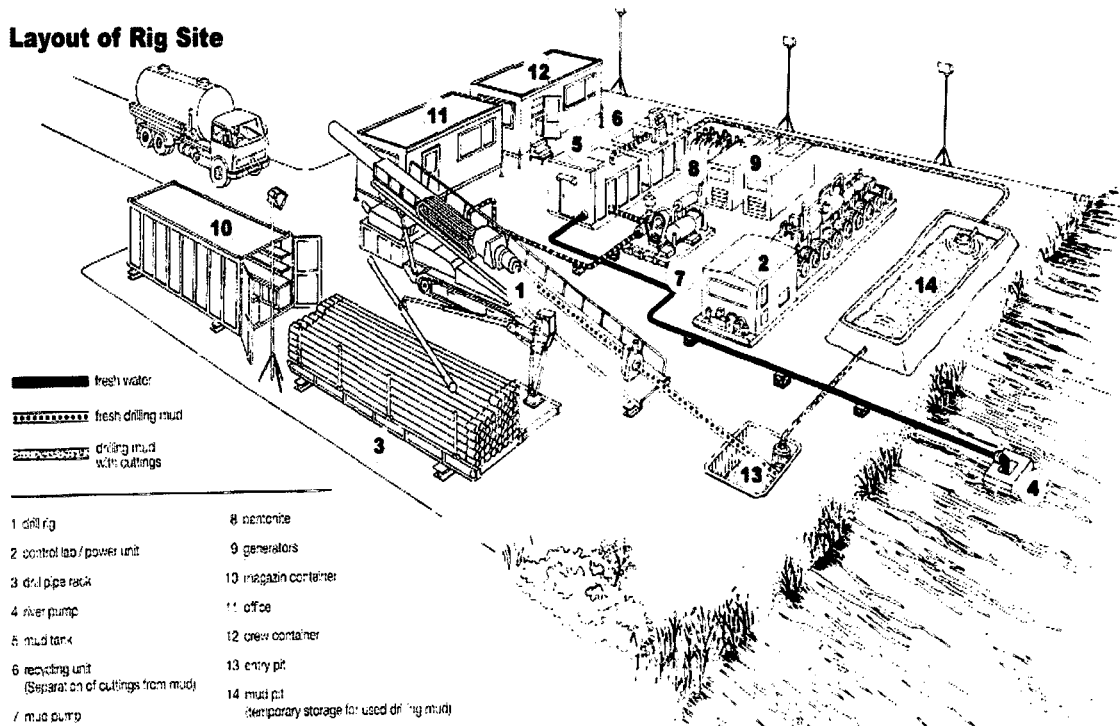 Layout of Rig Site
12
11
6
5
8
9
10
2
7
1
14
3
13
4
fresh water
fresh drilling mud
drilling mud
with cuttings
1 drill rig
2 control lab / power unit
3 drill pipe rack
4 river pump
5 mud tank
6 recycling unit
(Separation of cuttings from mud)
7 mud pump
8 bentonite
9 generators
10 magazin container
11 office
12 crew container
13 entry pit
14 mud pit
(temporary storage for used drilling mud)